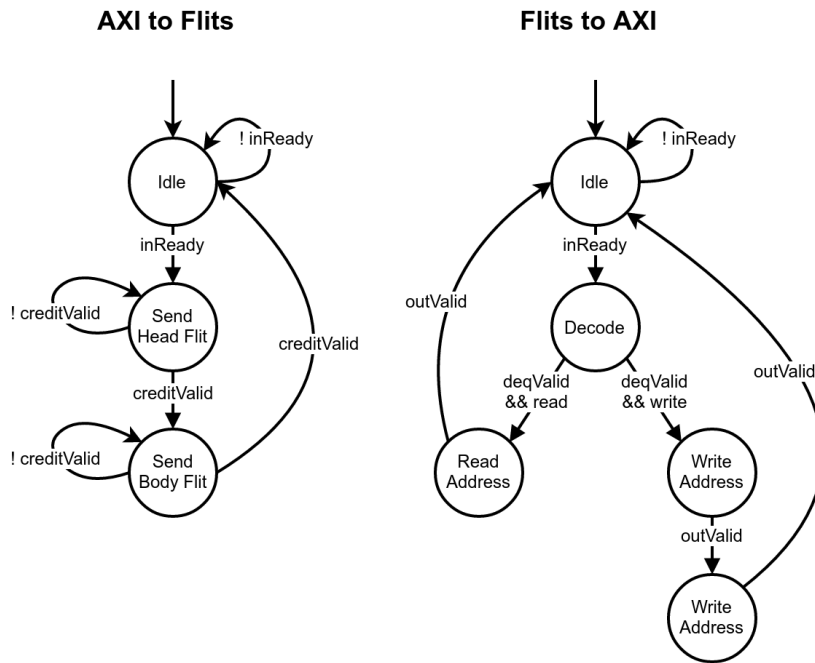 AXI to Flits
Idle
! inReady
inReady
Send
Head Flit
! creditValid
creditValid
creditValid
Send
Body Flit
! creditValid
Flits to AXI
Idle
! inReady
inReady
Decode
outValid
deqValid
&& read
deqValid
&& write
outValid
Read
Address
Write
Address
outValid
Write
Address